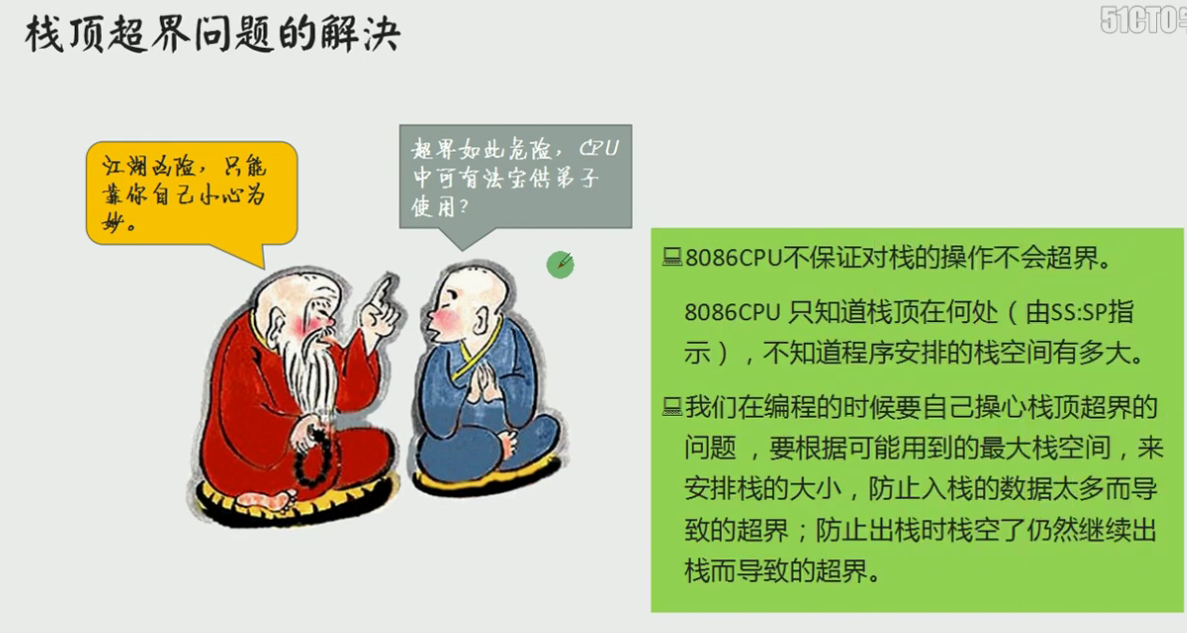 栈顶超界问题的解决
51CTO学
江湖凶险，只能
靠你自己小心为
妙。
超界如此危险，CPU
中可有法宝供弟子
使用？
8086CPU不保证对栈的操作不会超界。
8086CPU 只知道栈顶在何处（由SS:SP指
示），不知道程序安排的栈空间有多大。
我们在编程的时候要自己操心栈顶超界的
问题 ，要根据可能用到的最大栈空间，来
安排栈的大小，防止入栈的数据太多而导
致的超界；防止出栈时栈空了仍然继续出
栈而导致的超界。